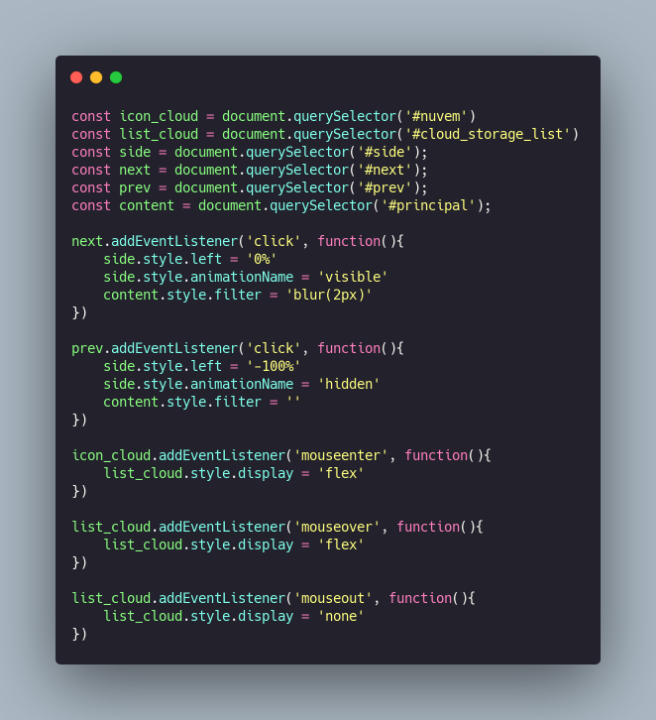 const icon_cloud = document.querySelector('#nuvem')
const list_cloud = document.querySelector('#cloud_storage_list')
const side = document.querySelector('#side');
const next = document.querySelector('#next');
const prev = document.querySelector('#prev');
const content = document.querySelector('#principal');

next.addEventListener('click', function(){
    side.style.left = '0%'
    side.style.animationName = 'visible'
    content.style.filter = 'blur(2px)'
})

prev.addEventListener('click', function(){
    side.style.left = '-100%'
    side.style.animationName = 'hidden'
    content.style.filter = ''
})

icon_cloud.addEventListener('mouseenter', function(){
    list_cloud.style.display = 'flex'
})

list_cloud.addEventListener('mouseover', function(){
    list_cloud.style.display = 'flex'
})

list_cloud.addEventListener('mouseout', function(){
    list_cloud.style.display = 'none'
})